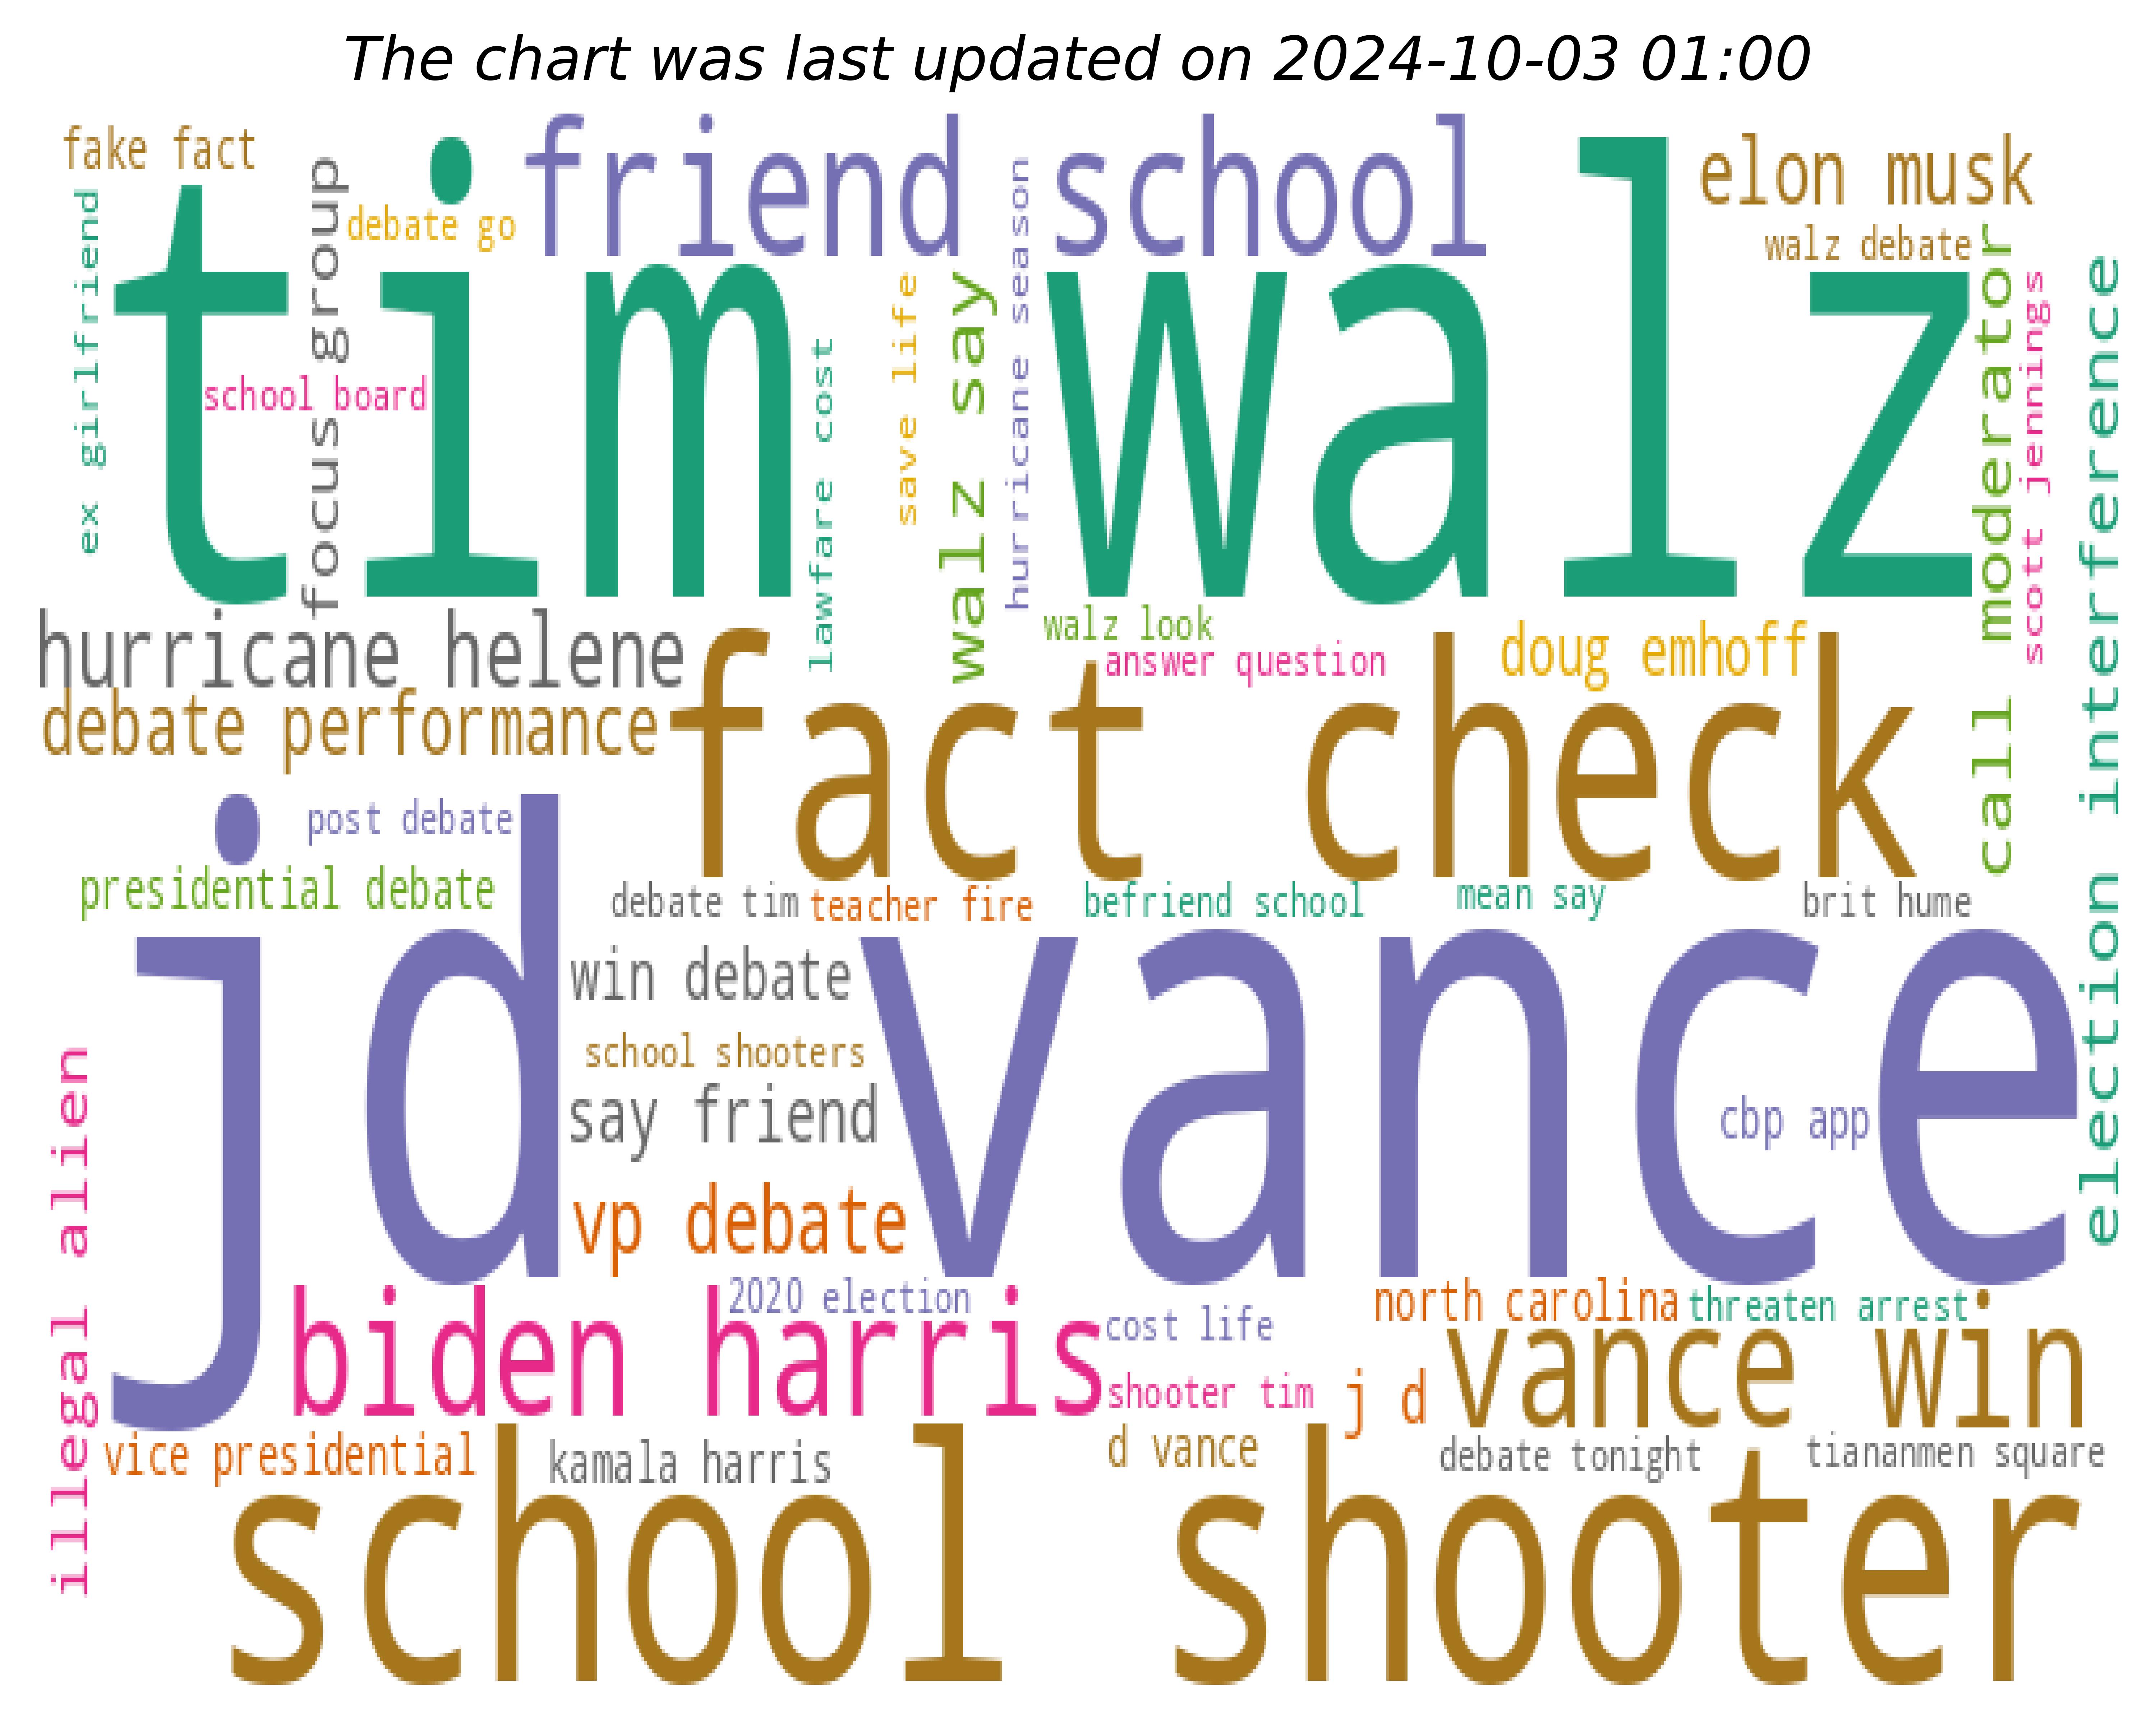 The chart was last updated on 2024-10-03 01:00
fake fact
friend school
elon musk
debate go
walz debate
tim walz
ex girlfriend
focus group
school board
lawfare cost
save life
walz say
hurricane season
call moderator
scott jennings
election interference
hurricane helene
walz look
answer question
doug emhoff
debate performance
fact check
post debate
presidential debate
debate tim
teacher fire
befriend school
mean say
brit hume
jd vance
win debate
school shooters
say friend
cbp app
vp debate
illegal alien
2020 election
biden harris
cost life
north carolina
threaten arrest
shooter tim
j d
vance win
vice presidential
kamala harris
d vance
debate tonight
tiananmen square
school shooter